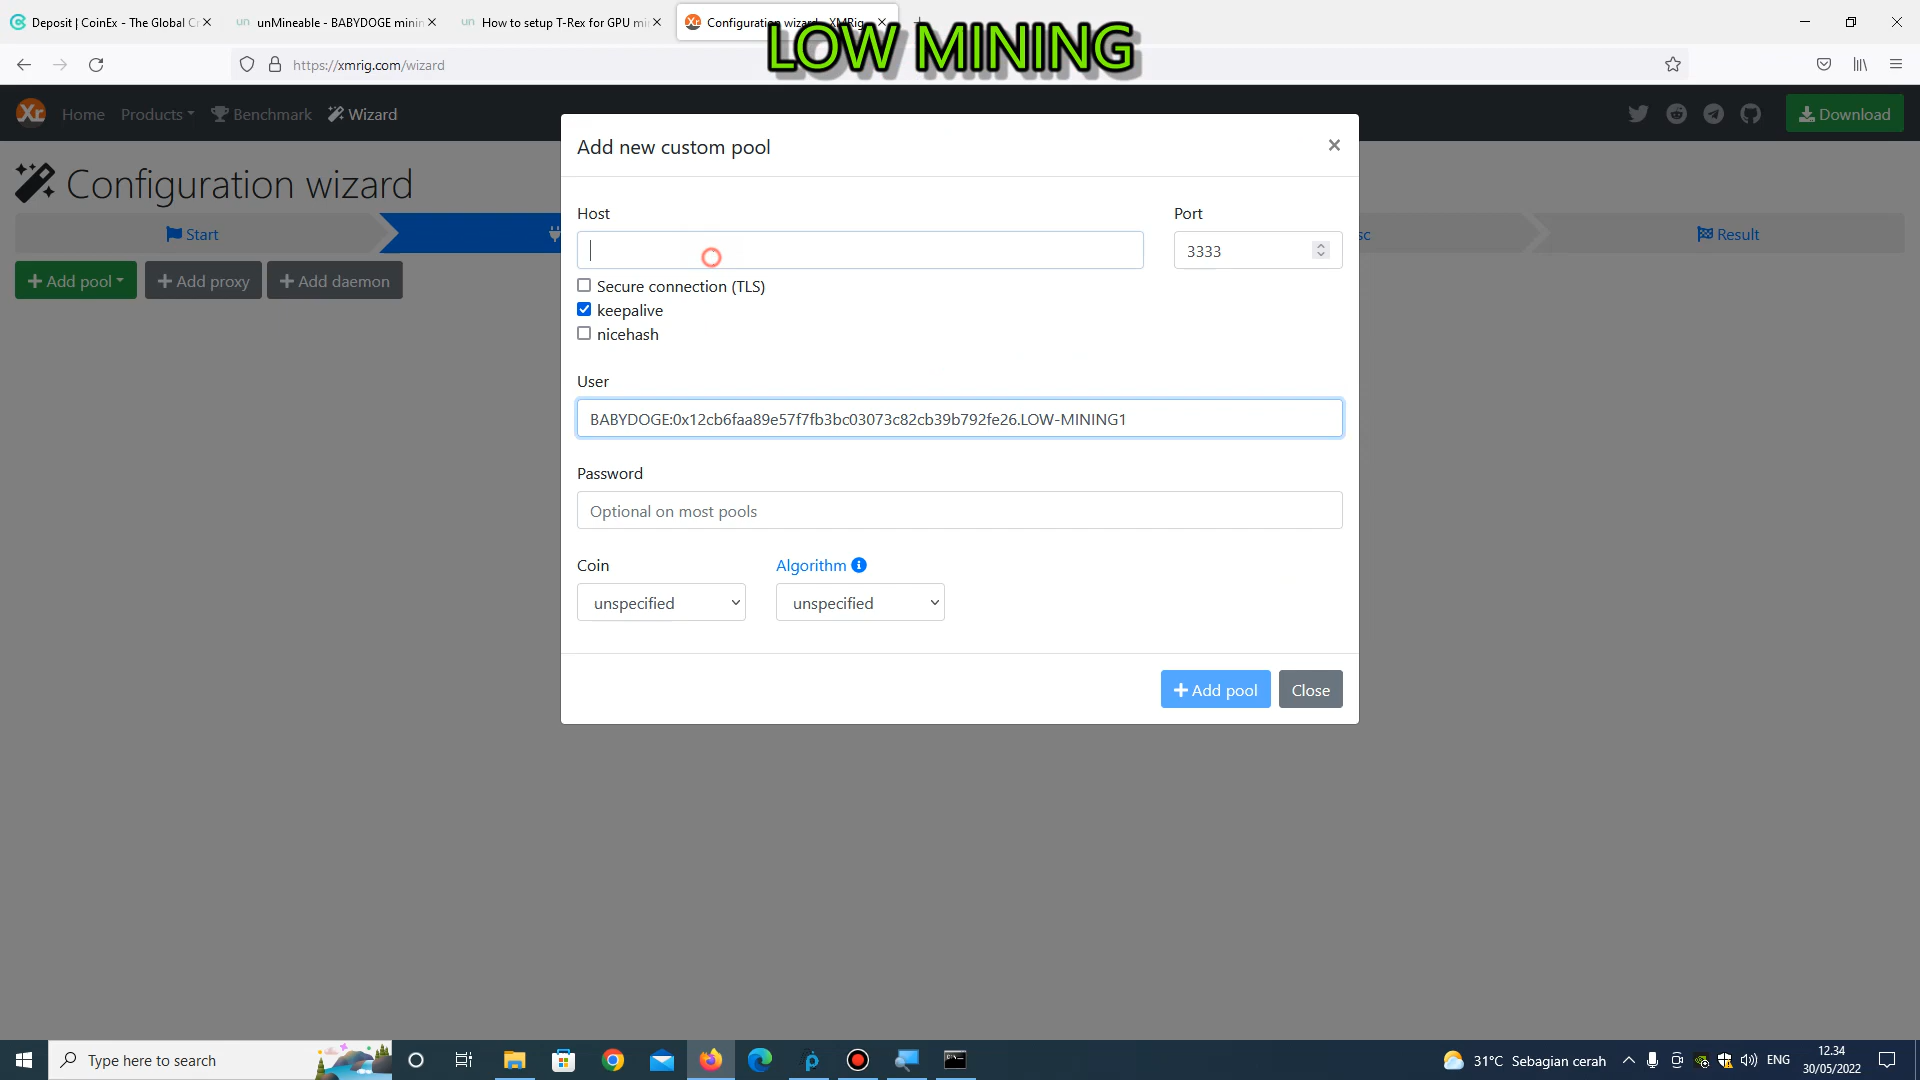 Deposit | CoinEx - The Global Cr
unMineable - BABYDOGE minin
How to setup T-Rex for GPU mi
Configuration wizard - XMRig
LOW MINING
https://xmrig.com/wizard
Home
Products
Benchmark
Wizard
Download
Configuration wizard
Start
sc
Result
Add pool
Add proxy
Add daemon
Add new custom pool
Host
Port
3333
Secure connection (TLS)
keepalive
nicehash
User
BABYDOGE:0x12cb6faa89e57f7fb3bc03073c82cb39b792fe26.LOW-MINING1
Password
Optional on most pools
Coin
Algorithm
unspecified
unspecified
Add pool
Close
Type here to search
31°C Sebagian cerah
ENG
12.34
30/05/2022